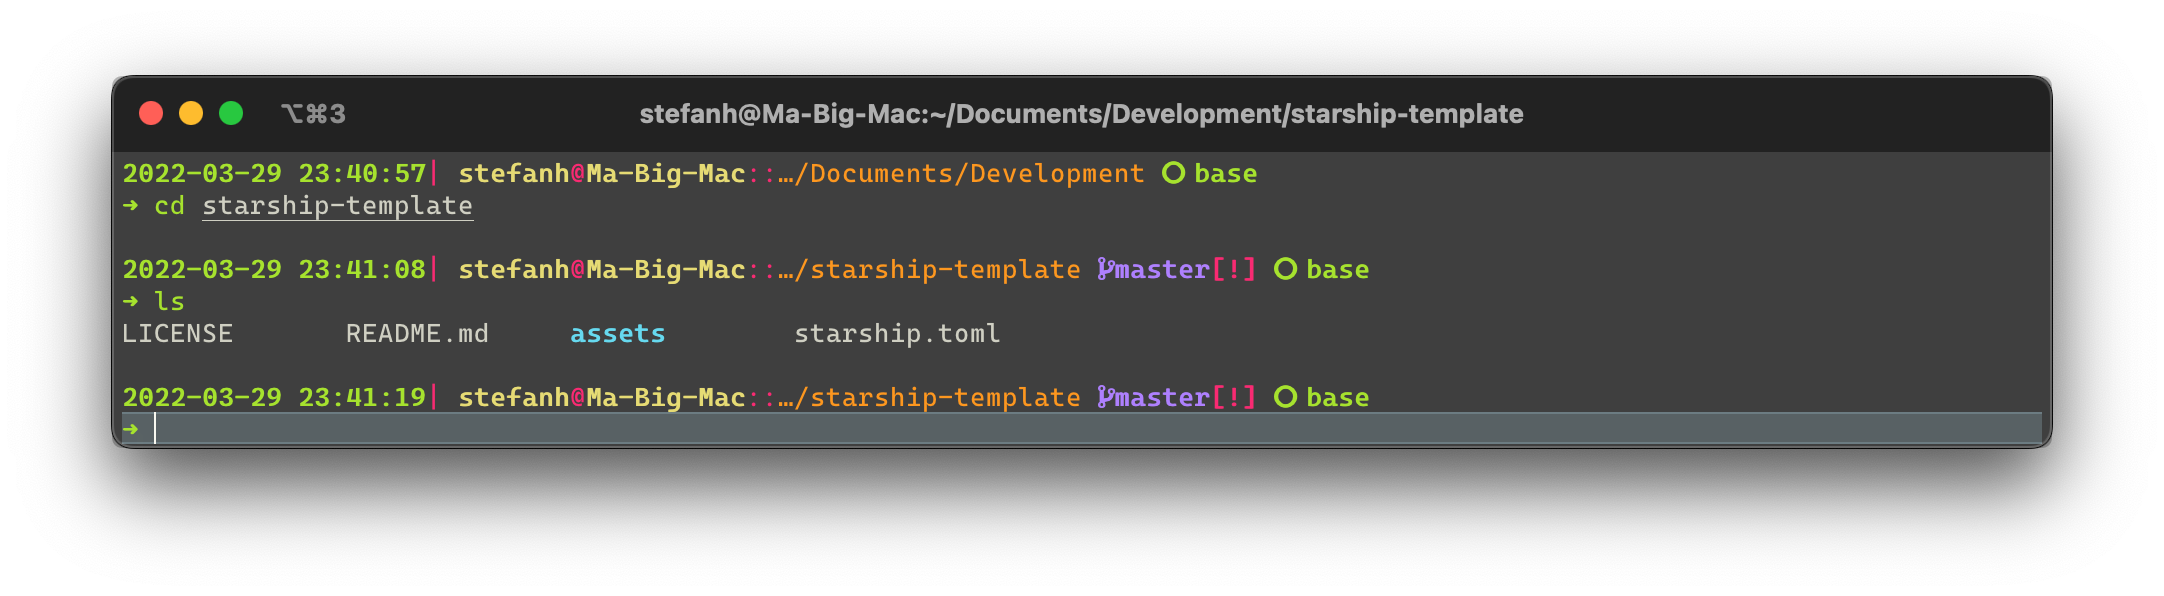 ⌥⌘3 stefanh@Ma-Big-Mac:~/Documents/Development/starship-template
2022-03-29 23:40:57| stefanh@Ma-Big-Mac::…/Documents/Development base
➜ cd starship-template
2022-03-29 23:41:08| stefanh@Ma-Big-Mac::…/starship-template master[!] base
➜ ls
LICENSE README.md assets starship.toml
2022-03-29 23:41:19| stefanh@Ma-Big-Mac::…/starship-template master[!] base
➜